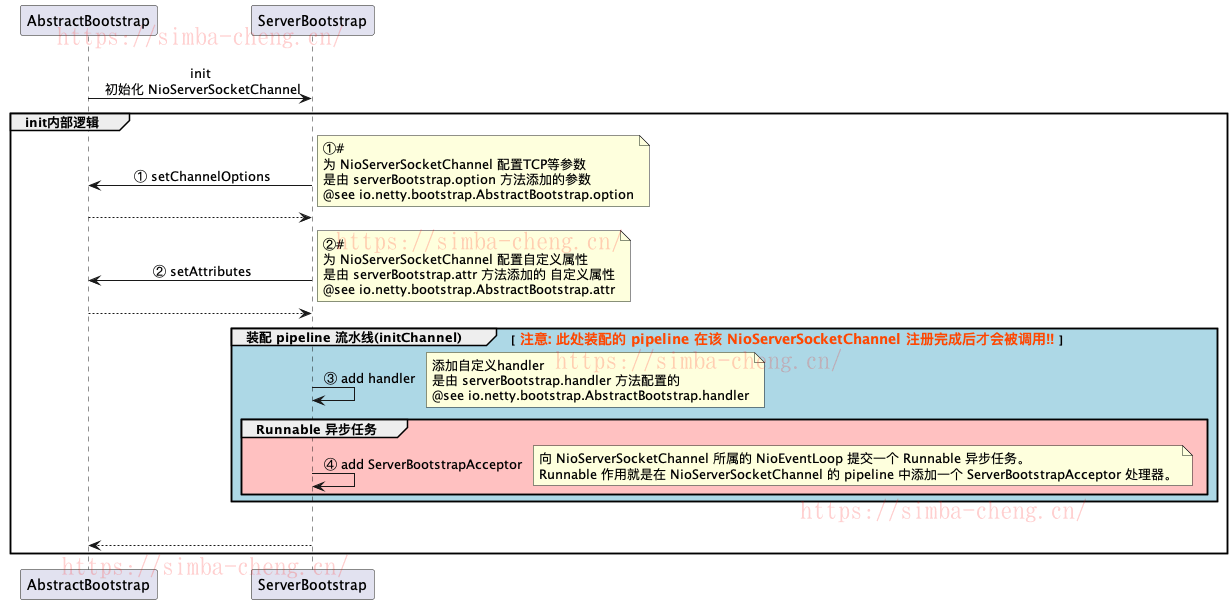 AbstractBootstrap
ServerBootstrap
https://simba-cheng.cn/
init
初始化 NioServerSocketChannel
init内部逻辑
①#
为 NioServerSocketChannel 配置TCP等参数
是由 serverBootstrap.option 方法添加的参数
@see io.netty.bootstrap.AbstractBootstrap.option
① setChannelOptions
https://simba-cheng.cn/
②#
为 NioServerSocketChannel 配置自定义属性
是由 serverBootstrap.attr 方法添加的 自定义属性
@see io.netty.bootstrap.AbstractBootstrap.attr
② setAttributes
装配 pipeline 流水线(initChannel)
[ 注意: 此处装配的 pipeline 在该 NioServerSocketChannel 注册完成后才会被调用!! ]
https://simba-cheng.cn/
添加自定义handler
是由 serverBootstrap.handler 方法配置的
@see io.netty.bootstrap.AbstractBootstrap.handler
③ add handler
Runnable 异步任务
④ add ServerBootstrapAcceptor
向 NioServerSocketChannel 所属的 NioEventLoop 提交一个 Runnable 异步任务。
Runnable 作用就是在 NioServerSocketChannel 的 pipeline 中添加一个 ServerBootstrapAcceptor 处理器。
https://simba-cheng.cn/
https://simba-cheng.cn/
AbstractBootstrap
ServerBootstrap